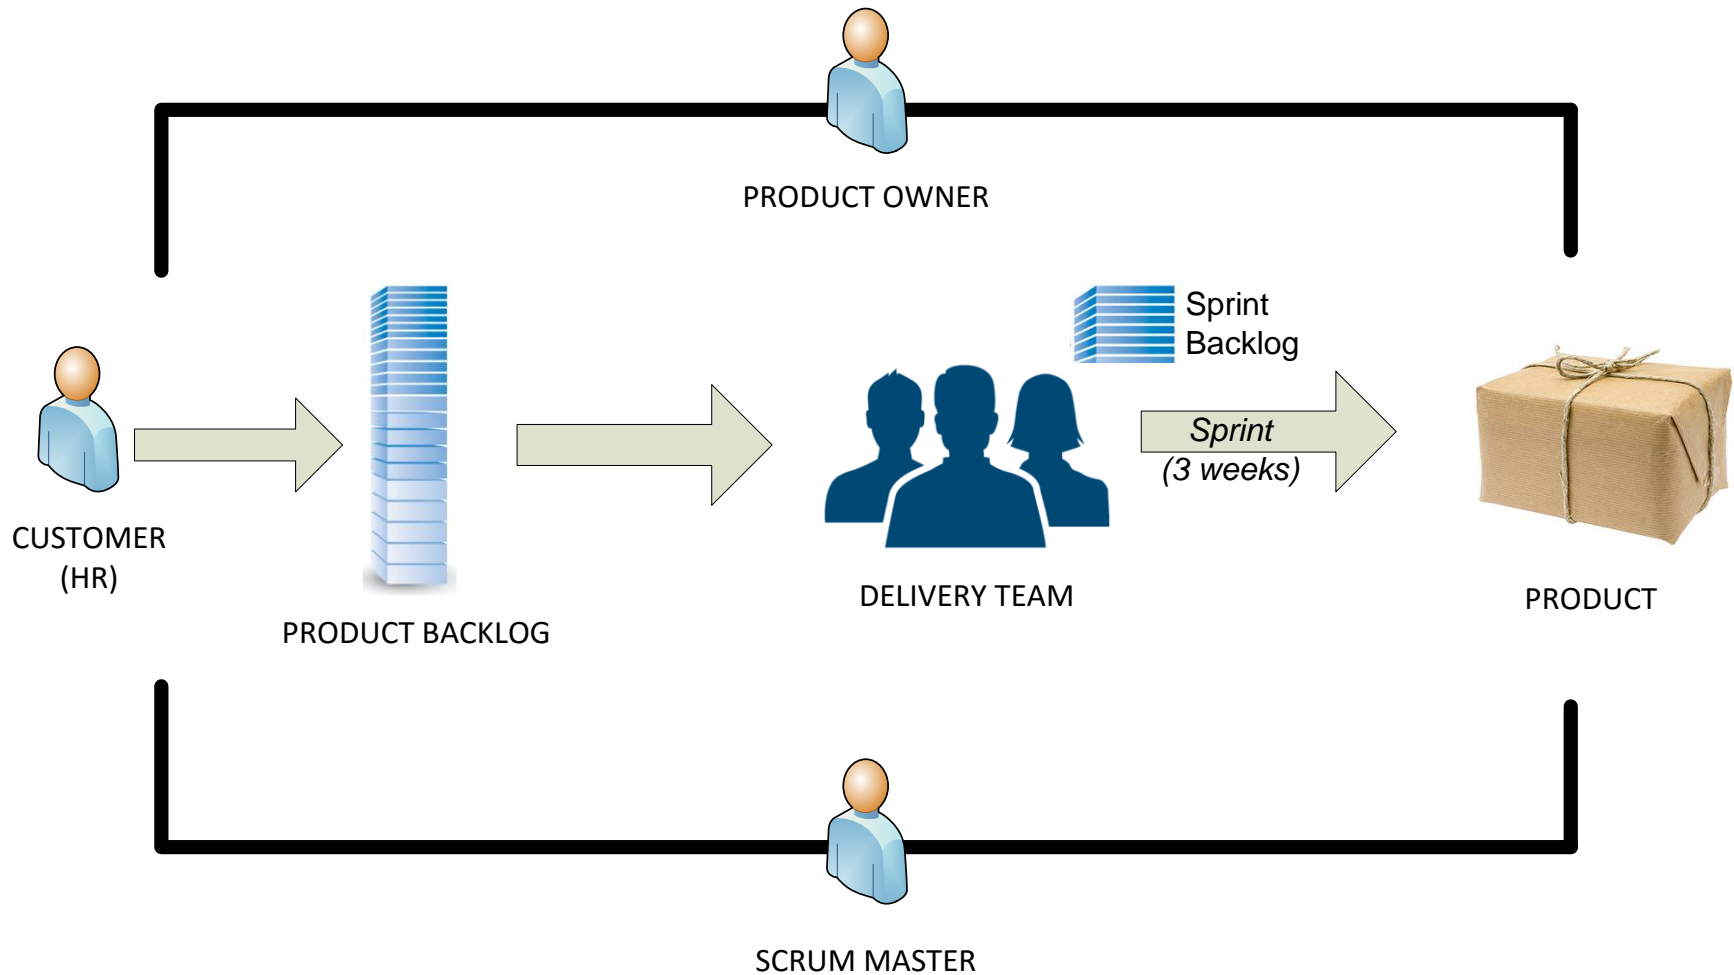 PRODUCT OWNER
Sprint
Backlog
Sprint
(3 weeks)
CUSTOMER
(HR)
DELIVERY TEAM
PRODUCT
PRODUCT BACKLOG
SCRUM MASTER